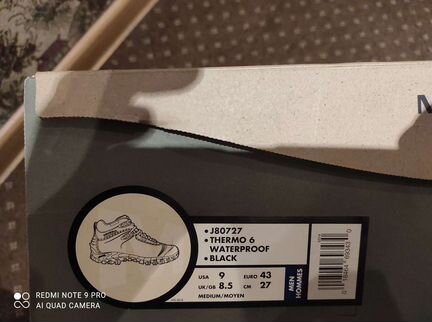 M
• J80727
• THERMO 6
WATERPROOF
• BLACK
USA 9 EURO 43
UK/GB 8.5 CM 27
MEDIUM/MOYEN
MEN
HOMMES
REDMI NOTE 9 PRO
AI QUAD CAMERA